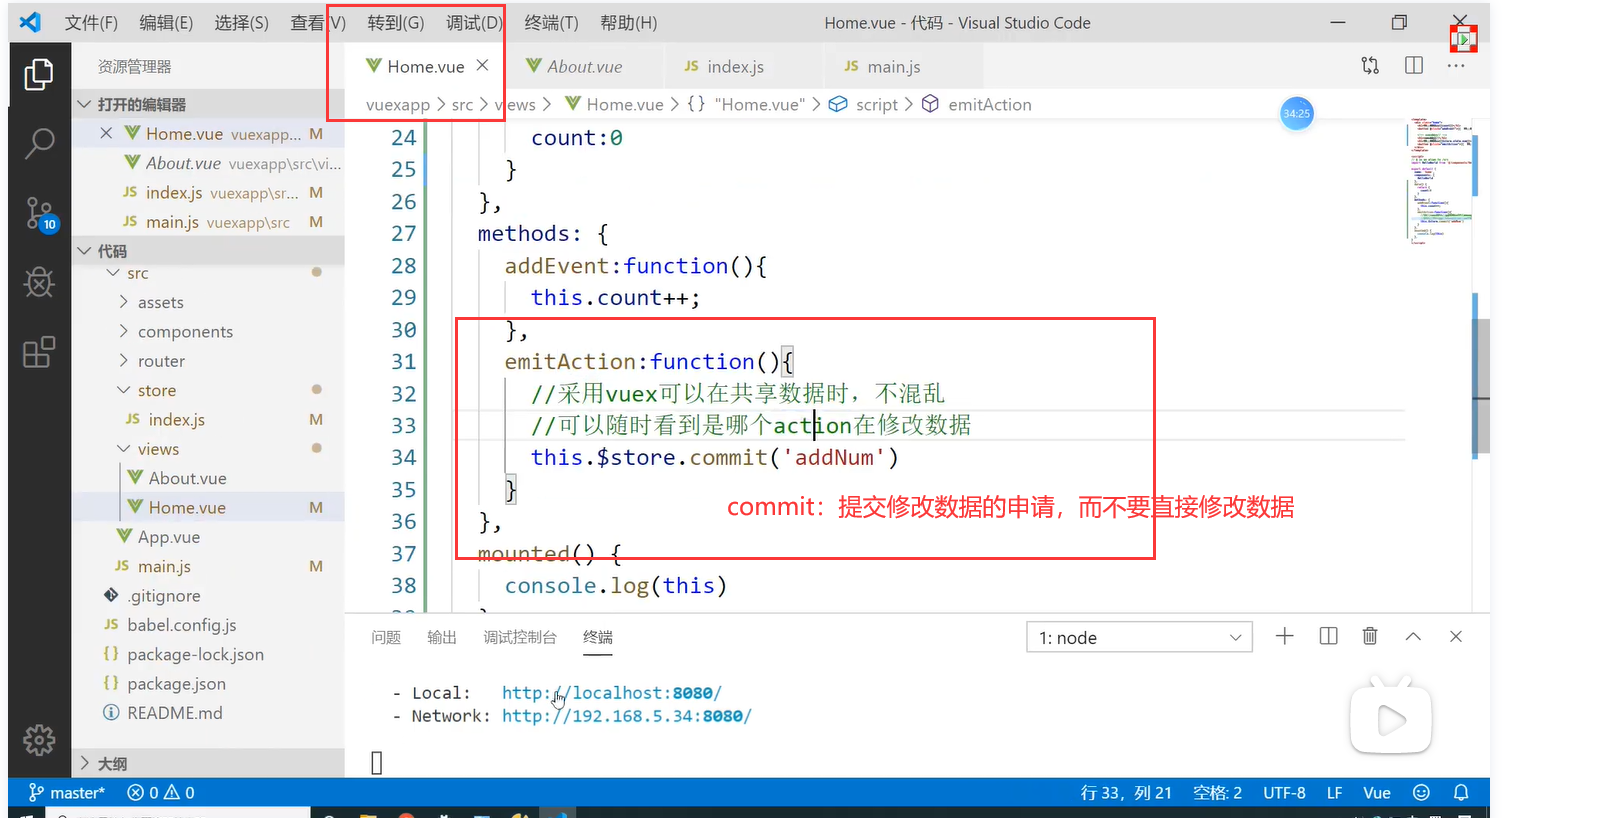 文件(F) 编辑(E) 选择(S) 查看(V) 转到(G) 调试(D) 终端(T) 帮助(H) Home.vue - 代码 - Visual Studio Code
资源管理器
打开的编辑器
Home.vue vuexapp... M
About.vue vuexapp\src\vi...
JS index.js vuexapp\sr... M
JS main.js vuexapp\src M
10
代码
src
assets
components
router
store
JS index.js M
views
About.vue
Home.vue M
App.vue
JS main.js M
.gitignore
JS babel.config.js
{} package-lock.json
{} package.json
README.md
大纲
Home.vue About.vue JS index.js JS main.js
vuexapp > src > views > Home.vue > {} "Home.vue" > script > emitAction
34:25
24 count:0
25 }
26 },
27 methods: {
28 addEvent:function(){
29 this.count++;
30 },
31 emitAction:function(){
32 //采用vuex可以在共享数据时，不混乱
33 //可以随时看到是哪个action在修改数据
34 this.$store.commit('addNum')
35 }
commit：提交修改数据的申请，而不要直接修改数据
36 },
37 mounted() {
38 console.log(this)
问题 输出 调试控制台 终端 1: node
- Local: http://localhost:8080/
- Network: http://192.168.5.34:8080/
master* 0 0 行 33，列 21 空格: 2 UTF-8 LF Vue